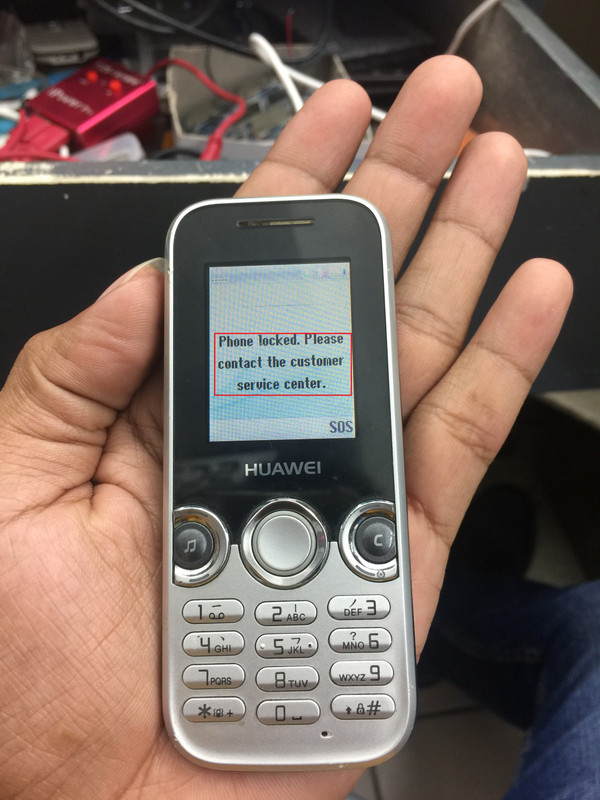 Phone locked. Please
contact the customer
service center.
SOS
HUAWEI
C
1
2 ABC
DEF 3
4 GHI
5 JKL
MNO 6
7 PQRS
8 TUV
WXYZ 9
* +
0
#